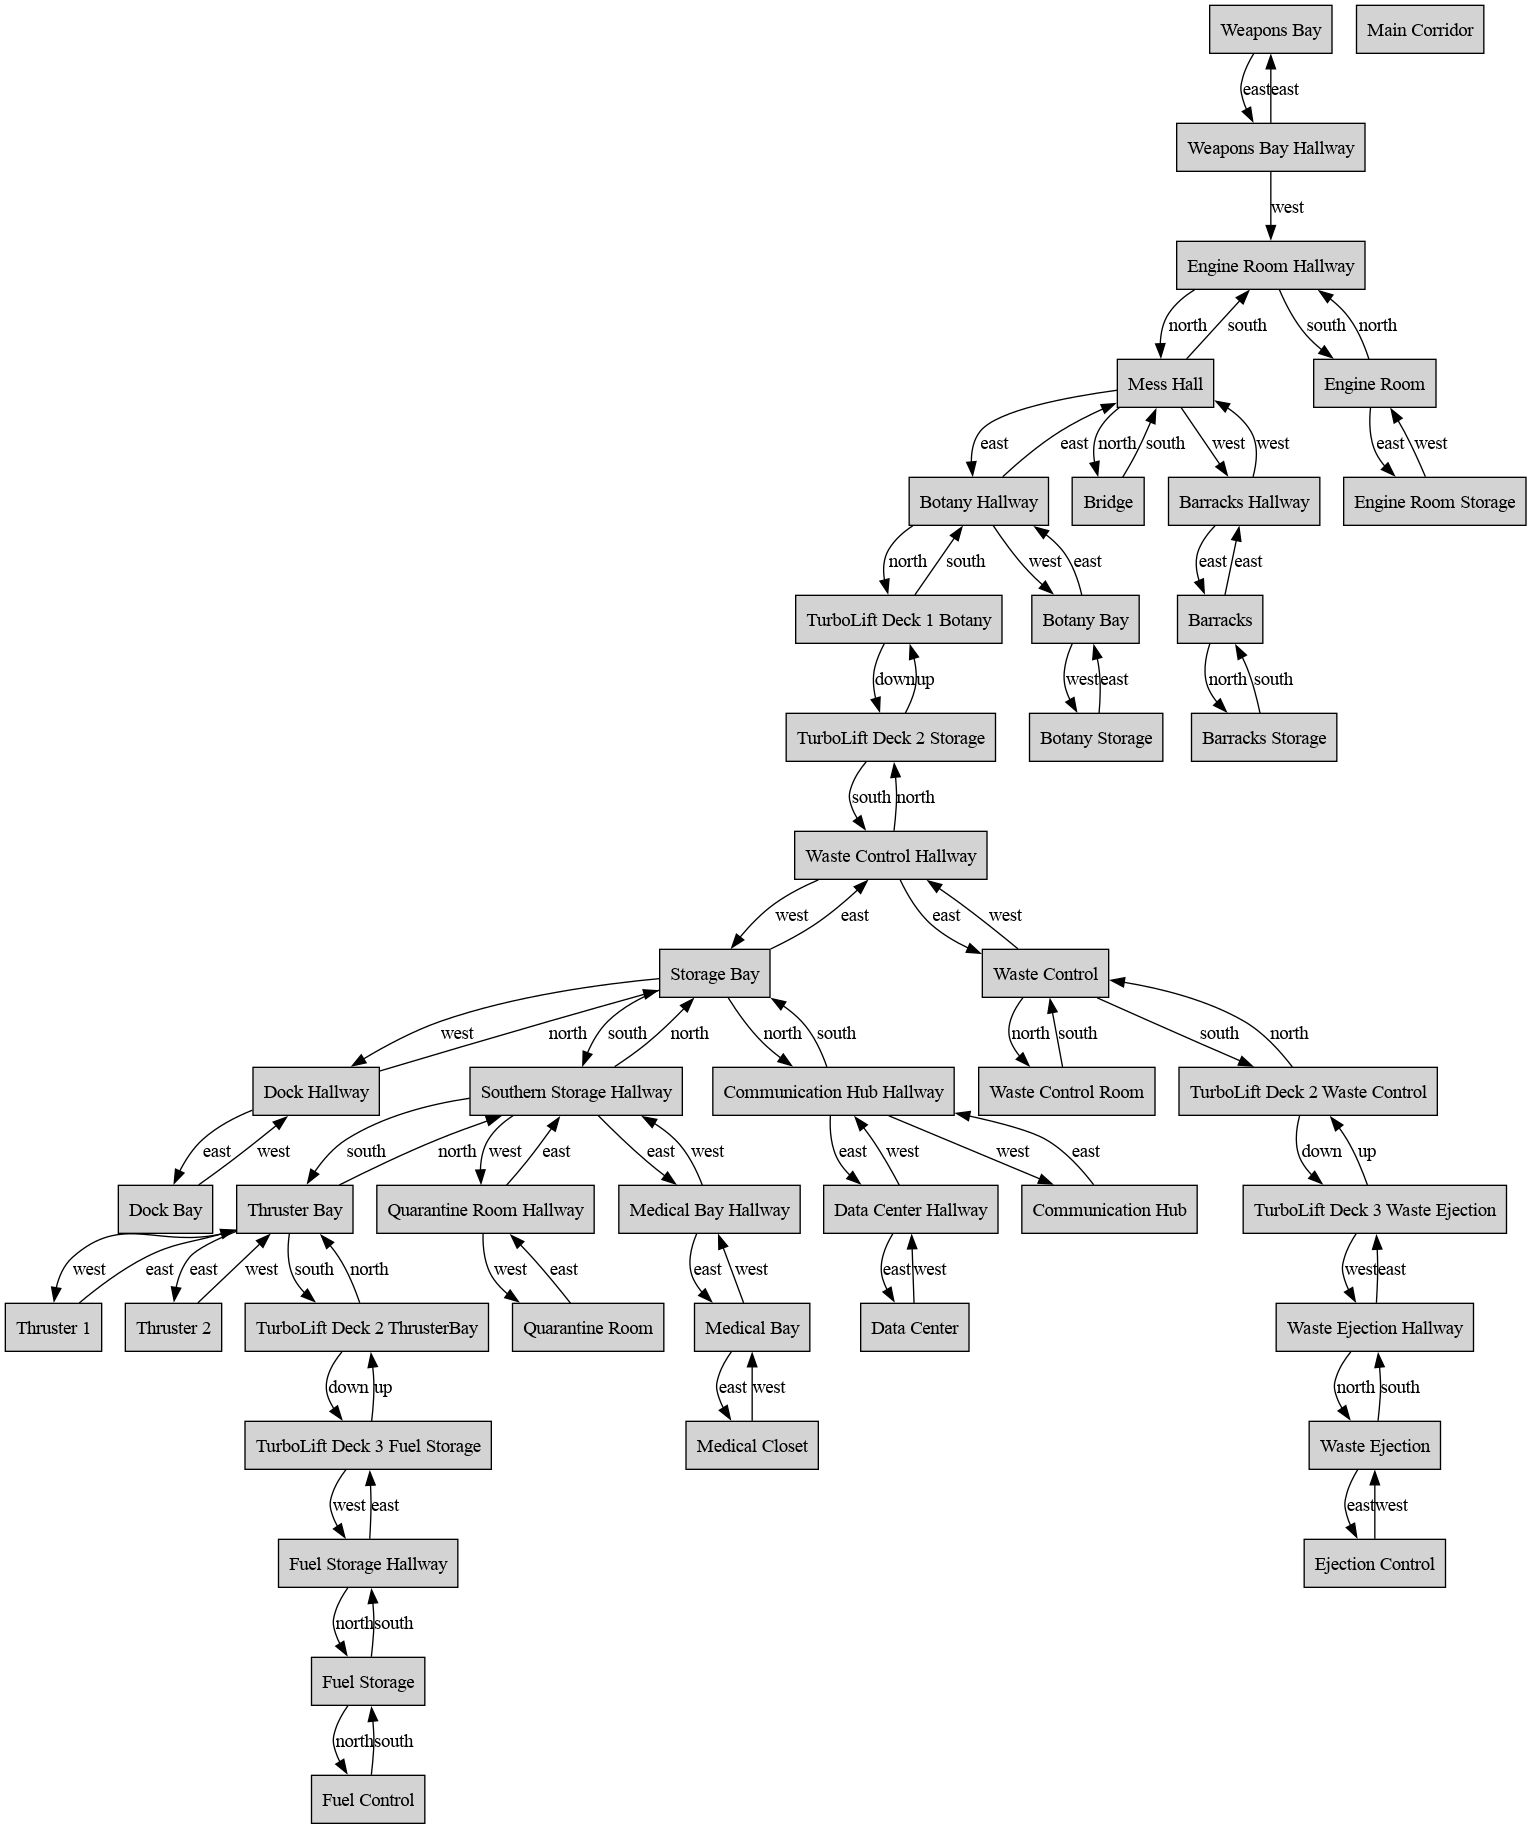 Weapons Bay
Main Corridor
east
east
Weapons Bay Hallway
west
Engine Room Hallway
north
south
south
north
Mess Hall
Engine Room
east
east
north
south
west
west
east
west
Botany Hallway
Bridge
Barracks Hallway
Engine Room Storage
north
south
west
east
east
east
TurboLift Deck 1 Botany
Botany Bay
Barracks
down
up
west
east
north
south
TurboLift Deck 2 Storage
Botany Storage
Barracks Storage
south
north
Waste Control Hallway
west
east
east
west
Storage Bay
Waste Control
west
north
south
north
north
south
north
south
south
north
Dock Hallway
Southern Storage Hallway
Communication Hub Hallway
Waste Control Room
TurboLift Deck 2 Waste Control
east
west
south
north
west
east
east
west
east
west
west
east
down
up
Dock Bay
Thruster Bay
Quarantine Room Hallway
Medical Bay Hallway
Data Center Hallway
Communication Hub
TurboLift Deck 3 Waste Ejection
west
east
east
west
south
north
west
east
east
west
east
west
west
east
Thruster 1
Thruster 2
TurboLift Deck 2 ThrusterBay
Quarantine Room
Medical Bay
Data Center
Waste Ejection Hallway
down
up
east
west
north
south
TurboLift Deck 3 Fuel Storage
Medical Closet
Waste Ejection
west
east
east
west
Fuel Storage Hallway
Ejection Control
north
south
Fuel Storage
north
south
Fuel Control